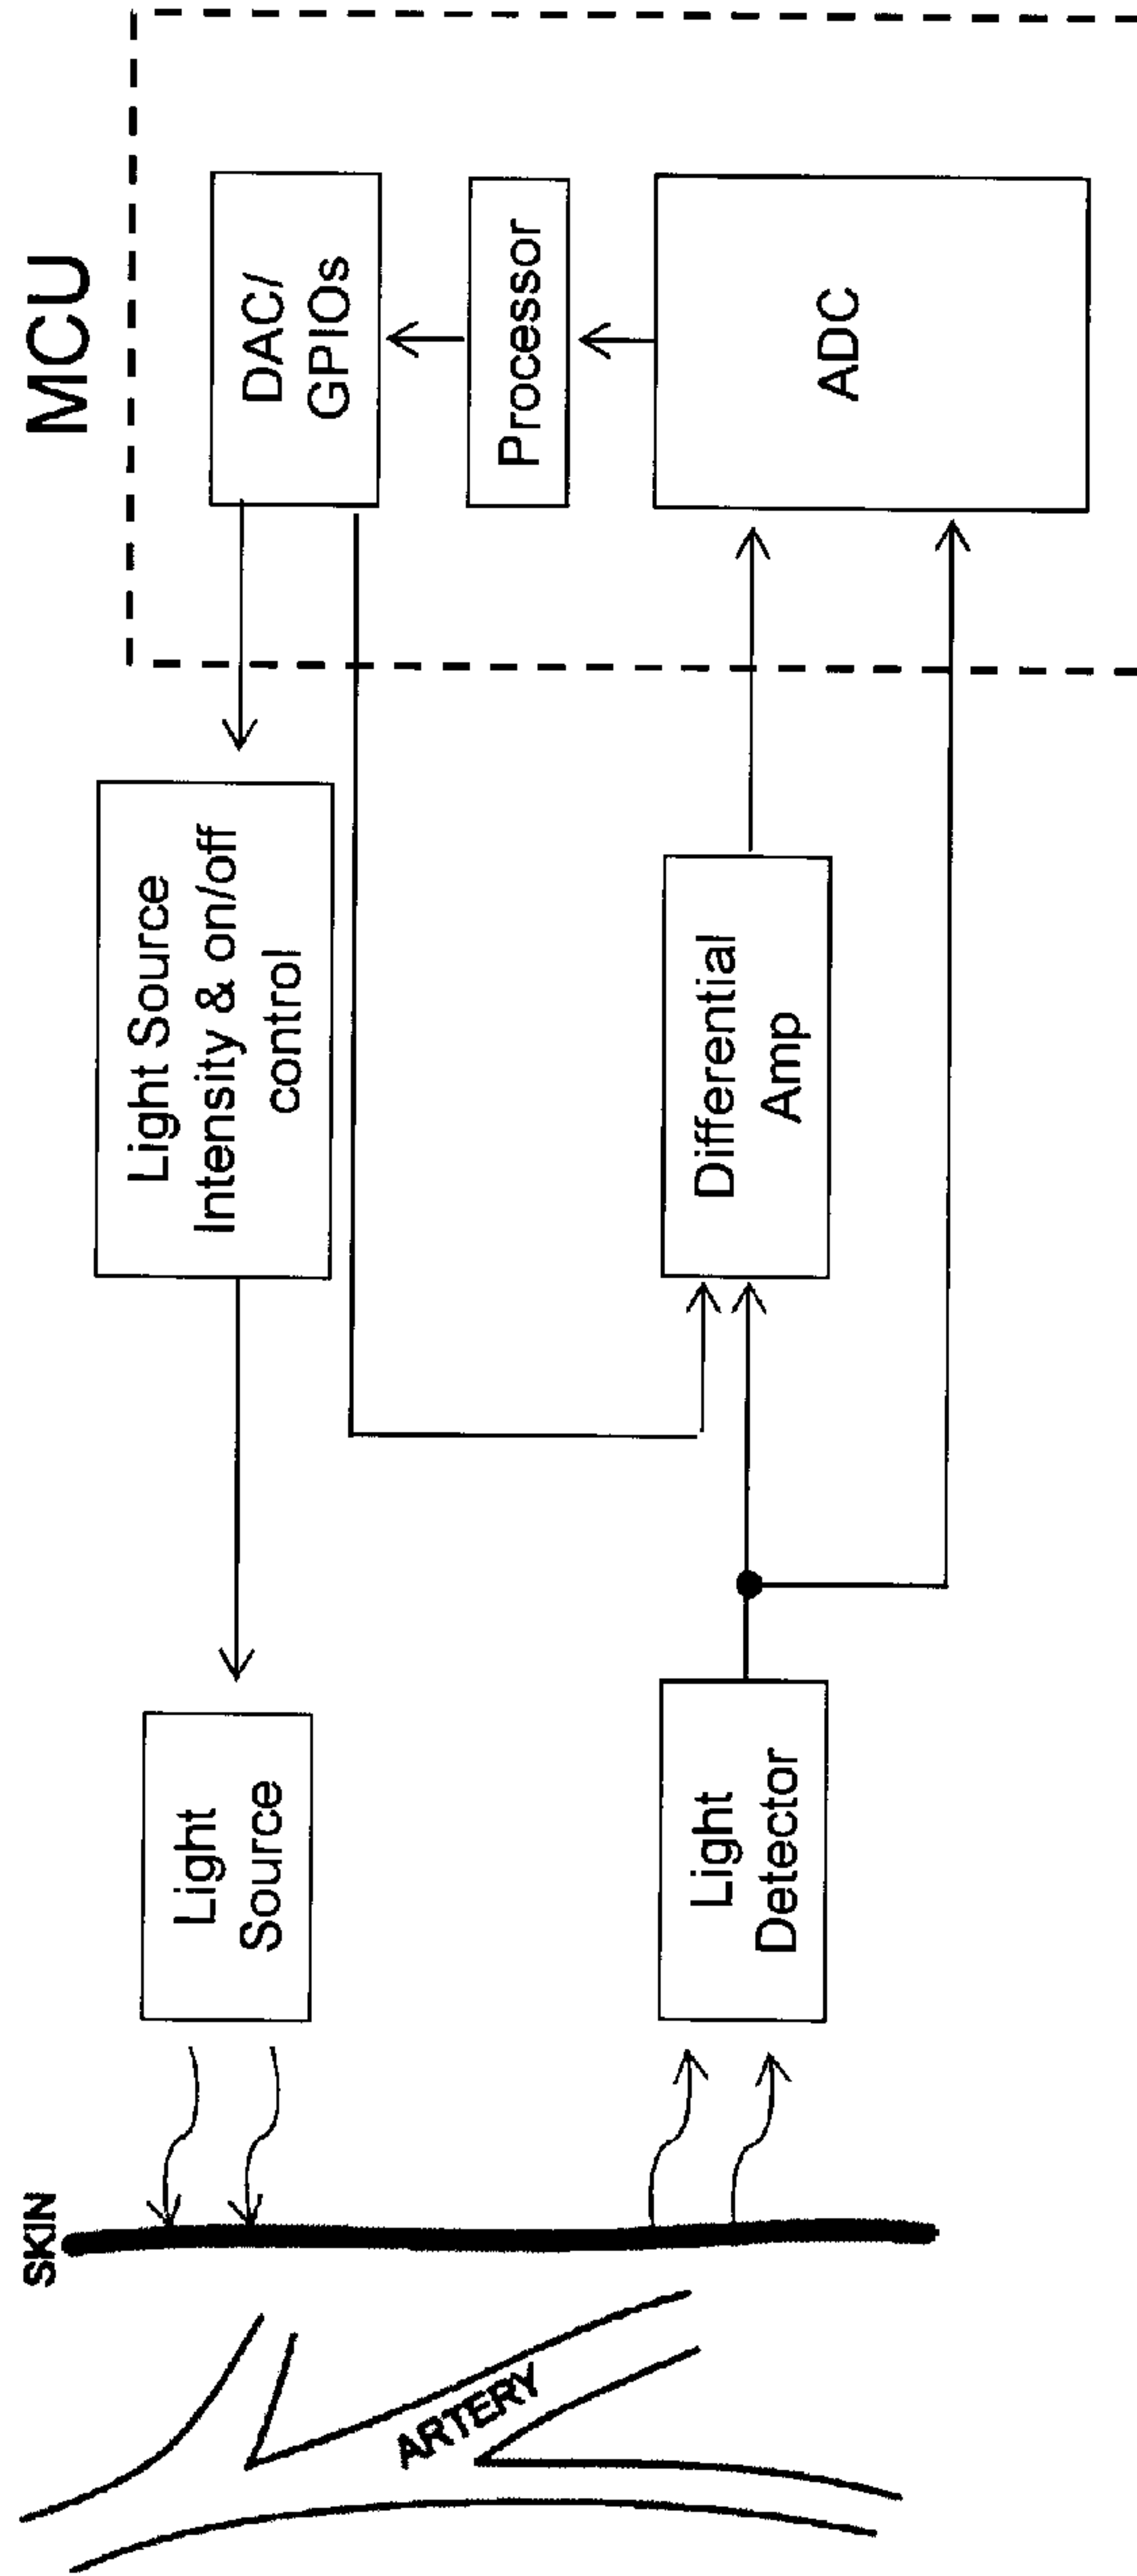 MCU
SKIN
Light
Source
Light Source
Intensity & on/off
control
DAC/
GPIOs
Processor
ARTERY
Light
Detector
Differential
Amp
ADC